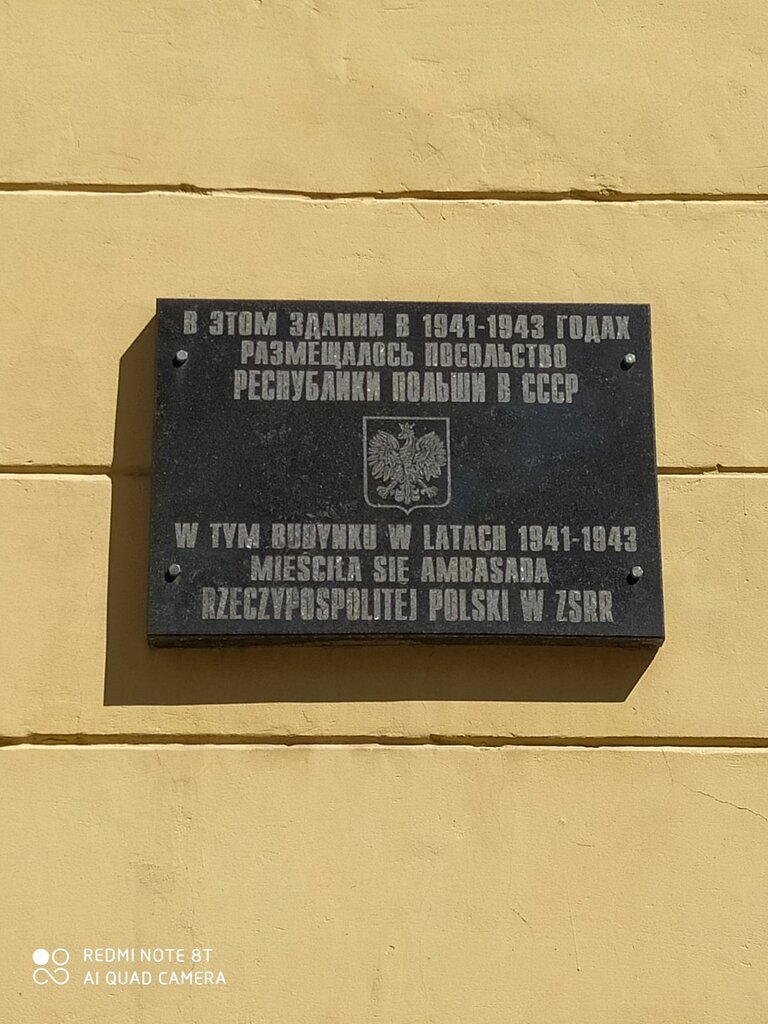 В ЭТОМ ЗДАНИИ В 1941-1943 ГОДАХ
РАЗМЕЩАЛОСЬ ПОСОЛЬСТВО
РЕСПУБЛИКИ ПОЛЬШИ В СССР
W TYM BUDYNKU W LATACH 1941-1943
MIEŚCIŁA SIĘ AMBASADA
RZECZYPOSPOLITEJ POLSKI W ZSRR
REDMI NOTE 8T
AI QUAD CAMERA